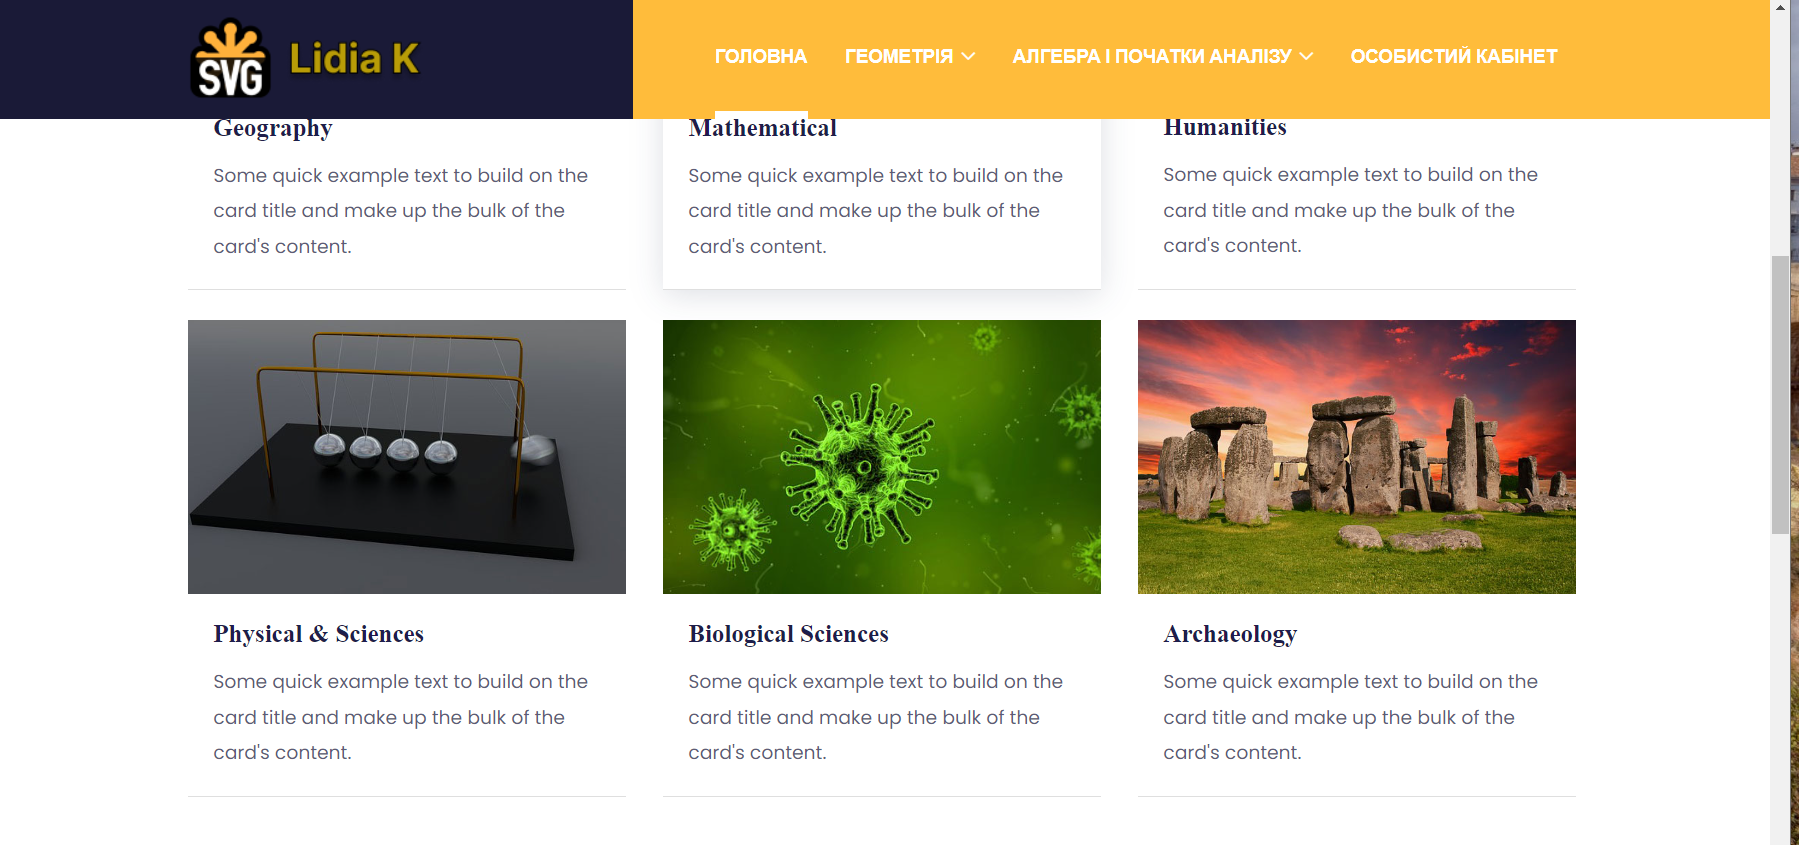 SVG Lidia K
ГОЛОВНА ГЕОМЕТРІЯ АЛГЕБРА І ПОЧАТКИ АНАЛІЗУ ОСОБИСТИЙ КАБІНЕТ
Geography
Some quick example text to build on the
card title and make up the bulk of the
card's content.
Mathematical
Some quick example text to build on the
card title and make up the bulk of the
card's content.
Humanities
Some quick example text to build on the
card title and make up the bulk of the
card's content.
Physical & Sciences
Some quick example text to build on the
card title and make up the bulk of the
card's content.
Biological Sciences
Some quick example text to build on the
card title and make up the bulk of the
card's content.
Archaeology
Some quick example text to build on the
card title and make up the bulk of the
card's content.